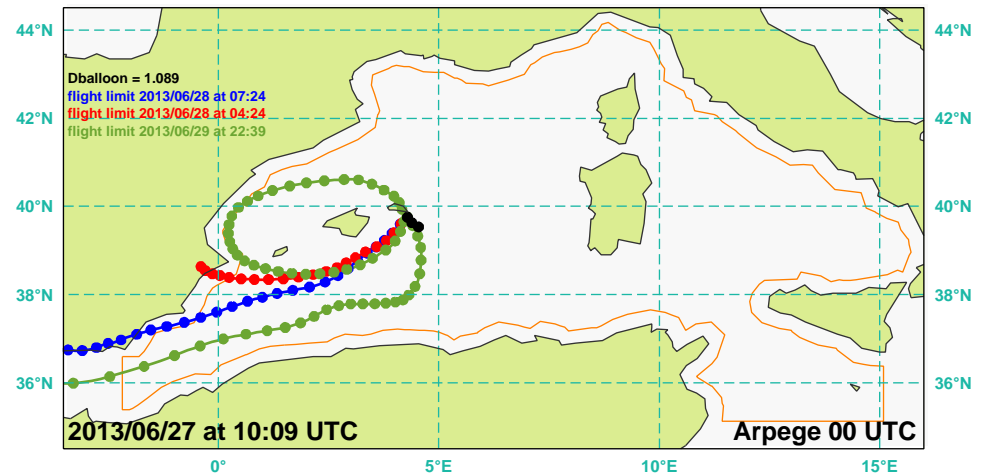 44°N 44°N
Dballoon = 1.089
flight limit 2013/06/28 at 07:24
flight limit 2013/06/28 at 04:24
42°N 42°N
flight limit 2013/06/29 at 22:39
40°N 40°N
38°N 38°N
36°N 36°N
2013/06/27 at 10:09 UTC Arpege 00 UTC
0° 5°E 10°E 15°E